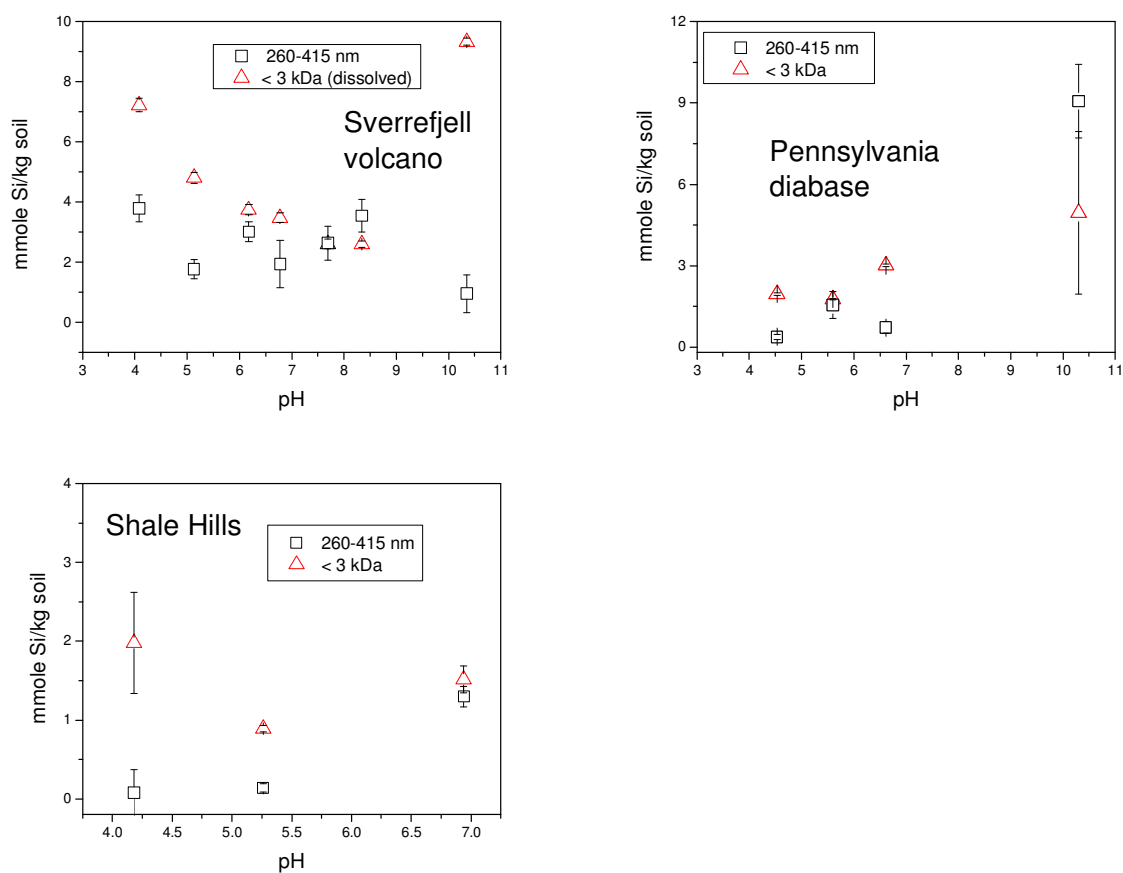 10
8
6
4
2
0
mmole Si/kg soil
260-415 nm
< 3 kDa (dissolved)
Sverrefjell
volcano
3 4 5 6 7 8 9 10 11
pH
12
9
6
3
0
mmole Si/kg soil
260-415 nm
< 3 kDa
Pennsylvania
diabase
3 4 5 6 7 8 9 10 11
pH
4
3
2
1
0
mmole Si/kg soil
Shale Hills
260-415 nm
< 3 kDa
4.0 4.5 5.0 5.5 6.0 6.5 7.0
pH